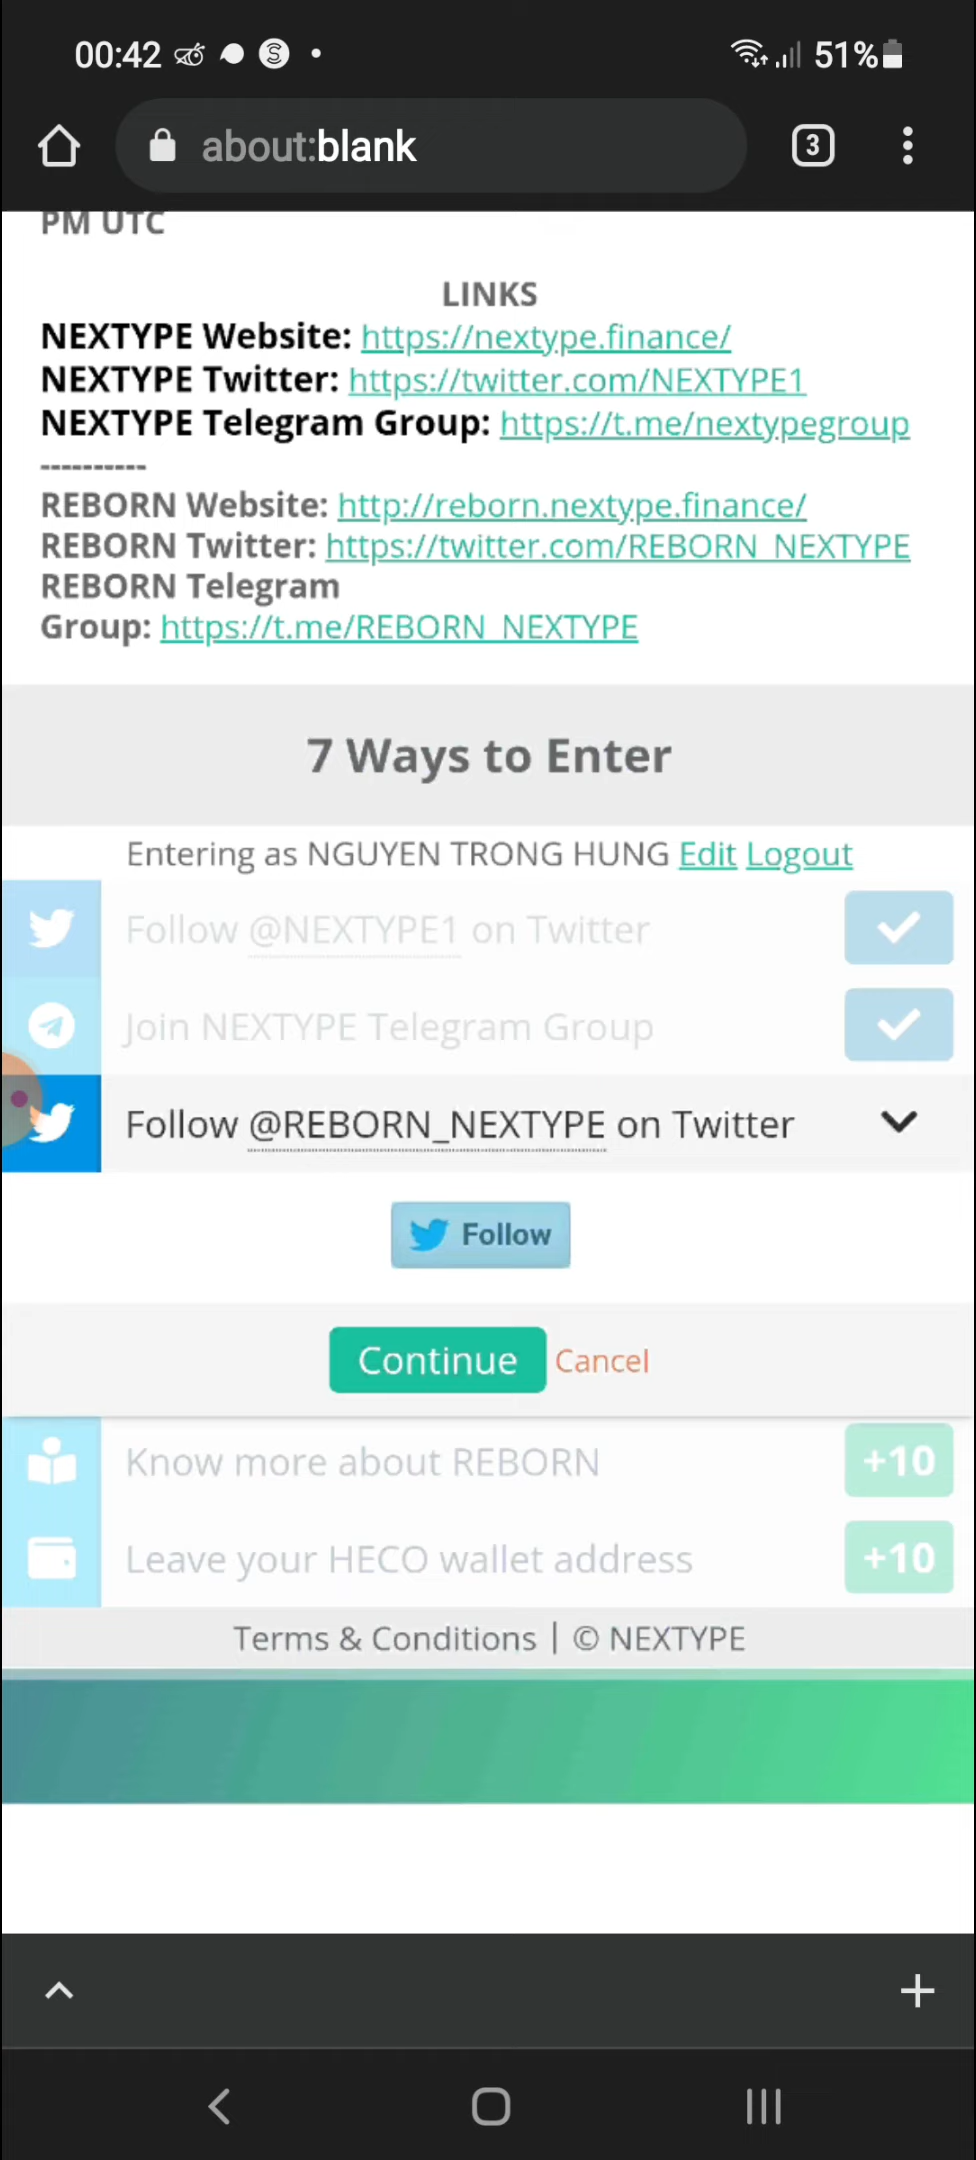 00:42
51%
about:blank
3
PM UTC
LINKS
NEXTYPE Website: https://nextype.finance/
NEXTYPE Twitter: https://twitter.com/NEXTYPE1
NEXTYPE Telegram Group: https://t.me/nextypegroup
----------
REBORN Website: http://reborn.nextype.finance/
REBORN Twitter: https://twitter.com/REBORN_NEXTYPE
REBORN Telegram
Group: https://t.me/REBORN_NEXTYPE
7 Ways to Enter
Entering as NGUYEN TRONG HUNG Edit Logout
Follow @NEXTYPE1 on Twitter
Join NEXTYPE Telegram Group
Follow @REBORN_NEXTYPE on Twitter
Follow
Continue Cancel
Know more about REBORN +10
Leave your HECO wallet address +10
Terms & Conditions | © NEXTYPE